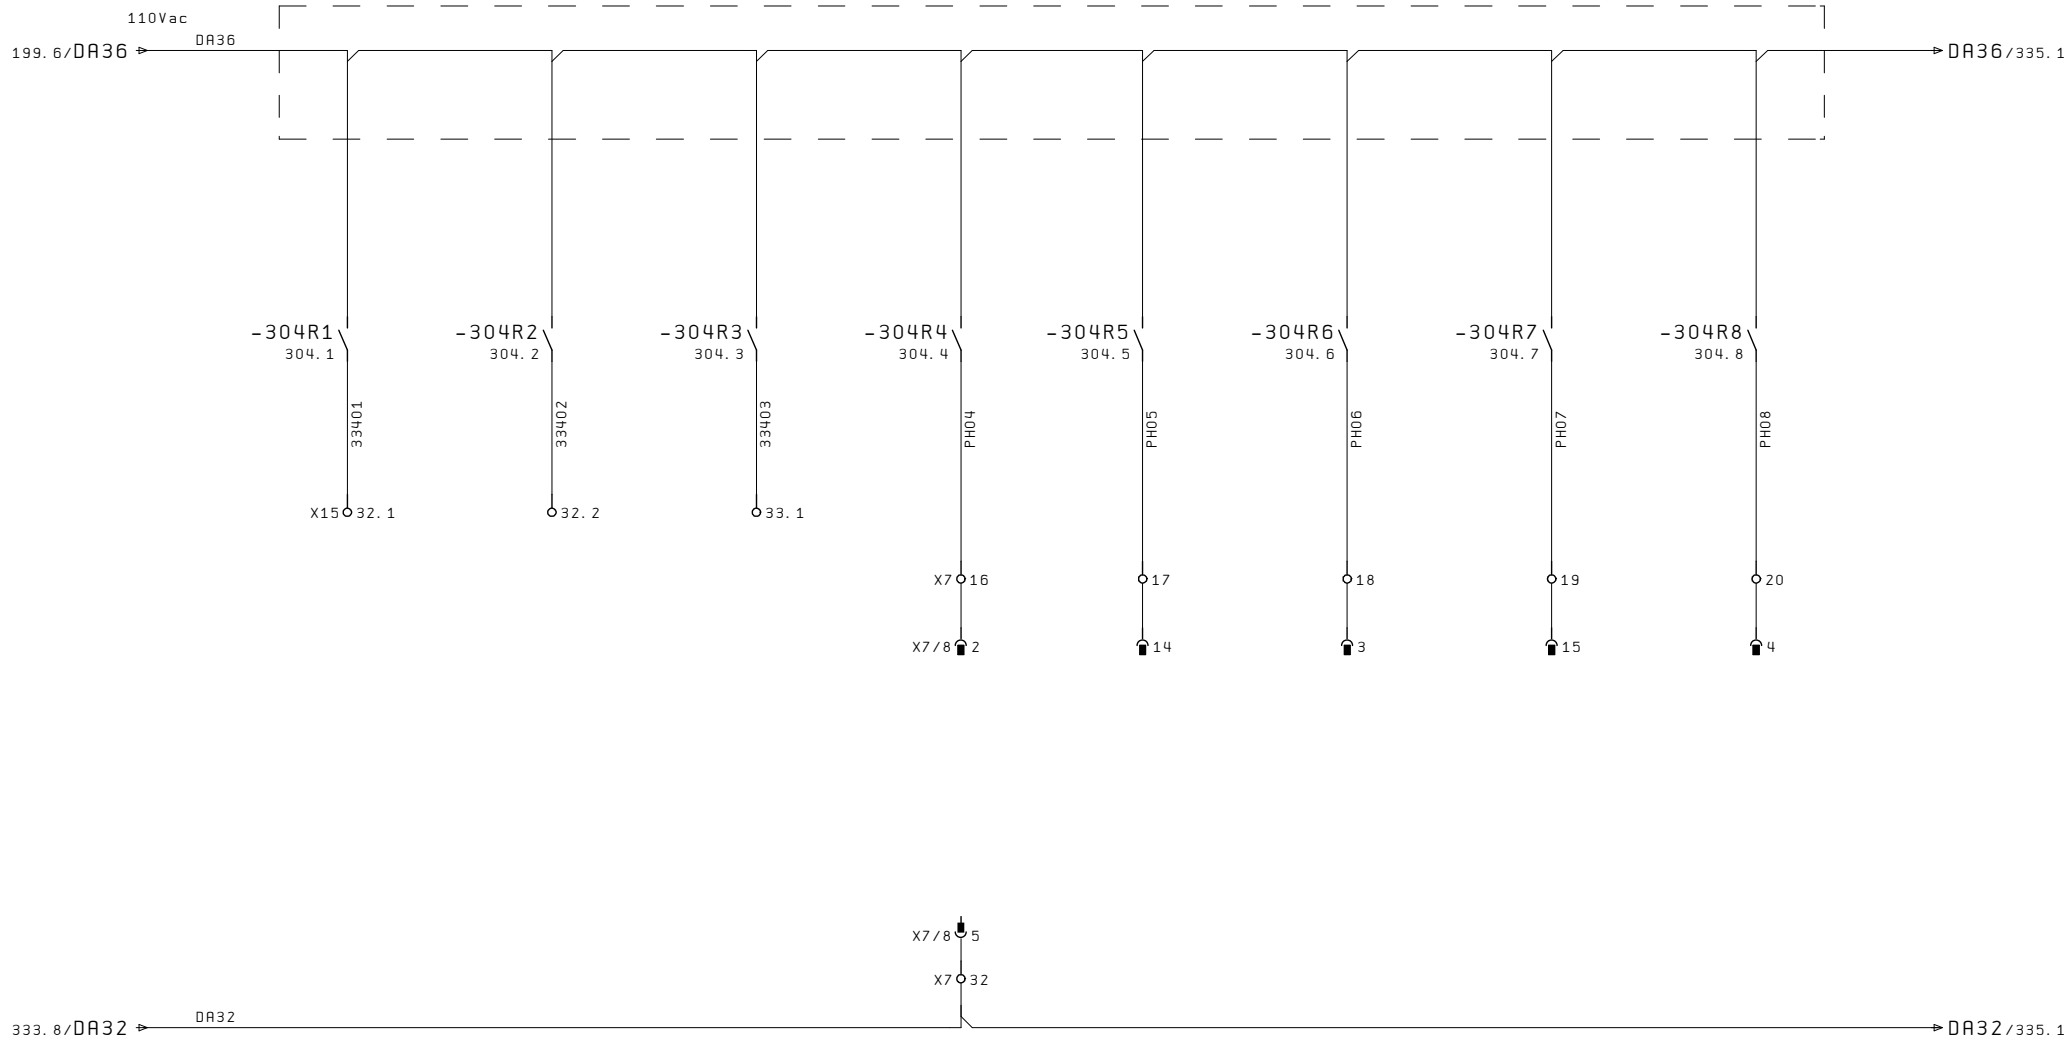 110Vac
199.6/DA36 DA36 DA36/335.1
-304R1 -304R2 -304R3 -304R4 -304R5 -304R6 -304R7 -304R8
304.1 304.2 304.3 304.4 304.5 304.6 304.7 304.8
33401 33402 33403 PH04 PH05 PH06 PH07 PH08
X15 32.1 32.2 33.1
X7 16 17 18 19 20
X7/8 2 14 3 15 4
X7/8 5
X7 32
333.8/DA32 DA32 DA32/335.1